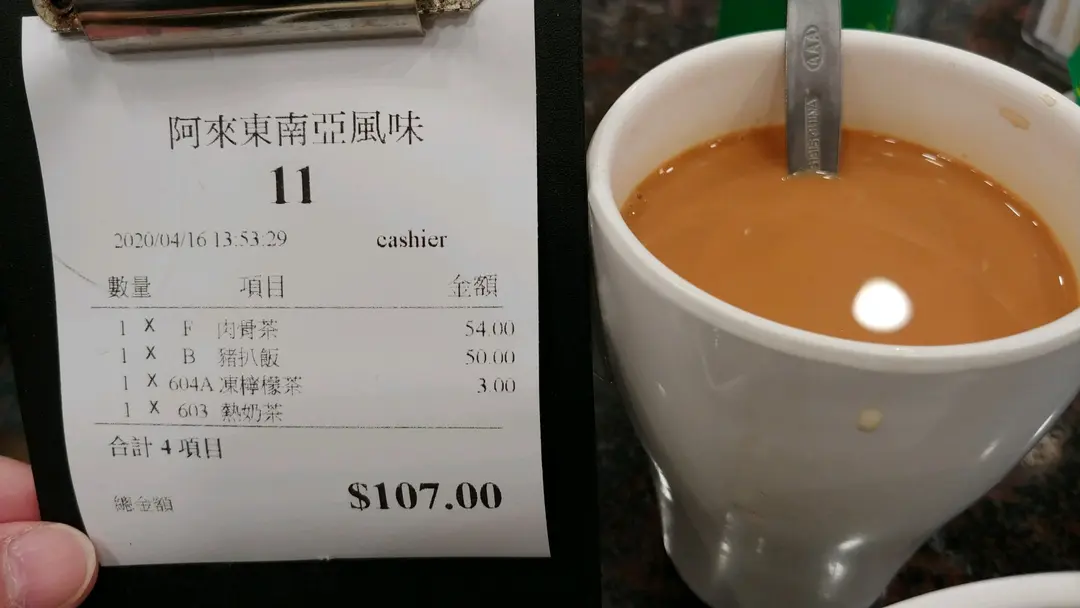 阿來東南亞風味
11
2020/04/16 13:53:29 cashier
數量 項目 金額
1 X F 肉骨茶 54.00
1 X B 豬扒飯 50.00
1 X 604A 凍檸檬茶 3.00
1 X 603 熱奶茶
合計 4 項目
總金額 $107.00
AAA
CHINA